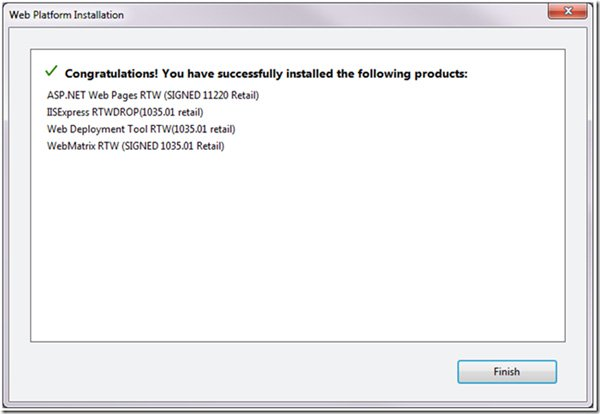 Web Platform Installation
Congratulations! You have successfully installed the following products:
ASP.NET Web Pages RTW (SIGNED 11220 Retail)
IISExpress RTWDROP(1035.01 retail)
Web Deployment Tool RTW(1035.01 retail)
WebMatrix RTW (SIGNED 1035.01 Retail)
Finish